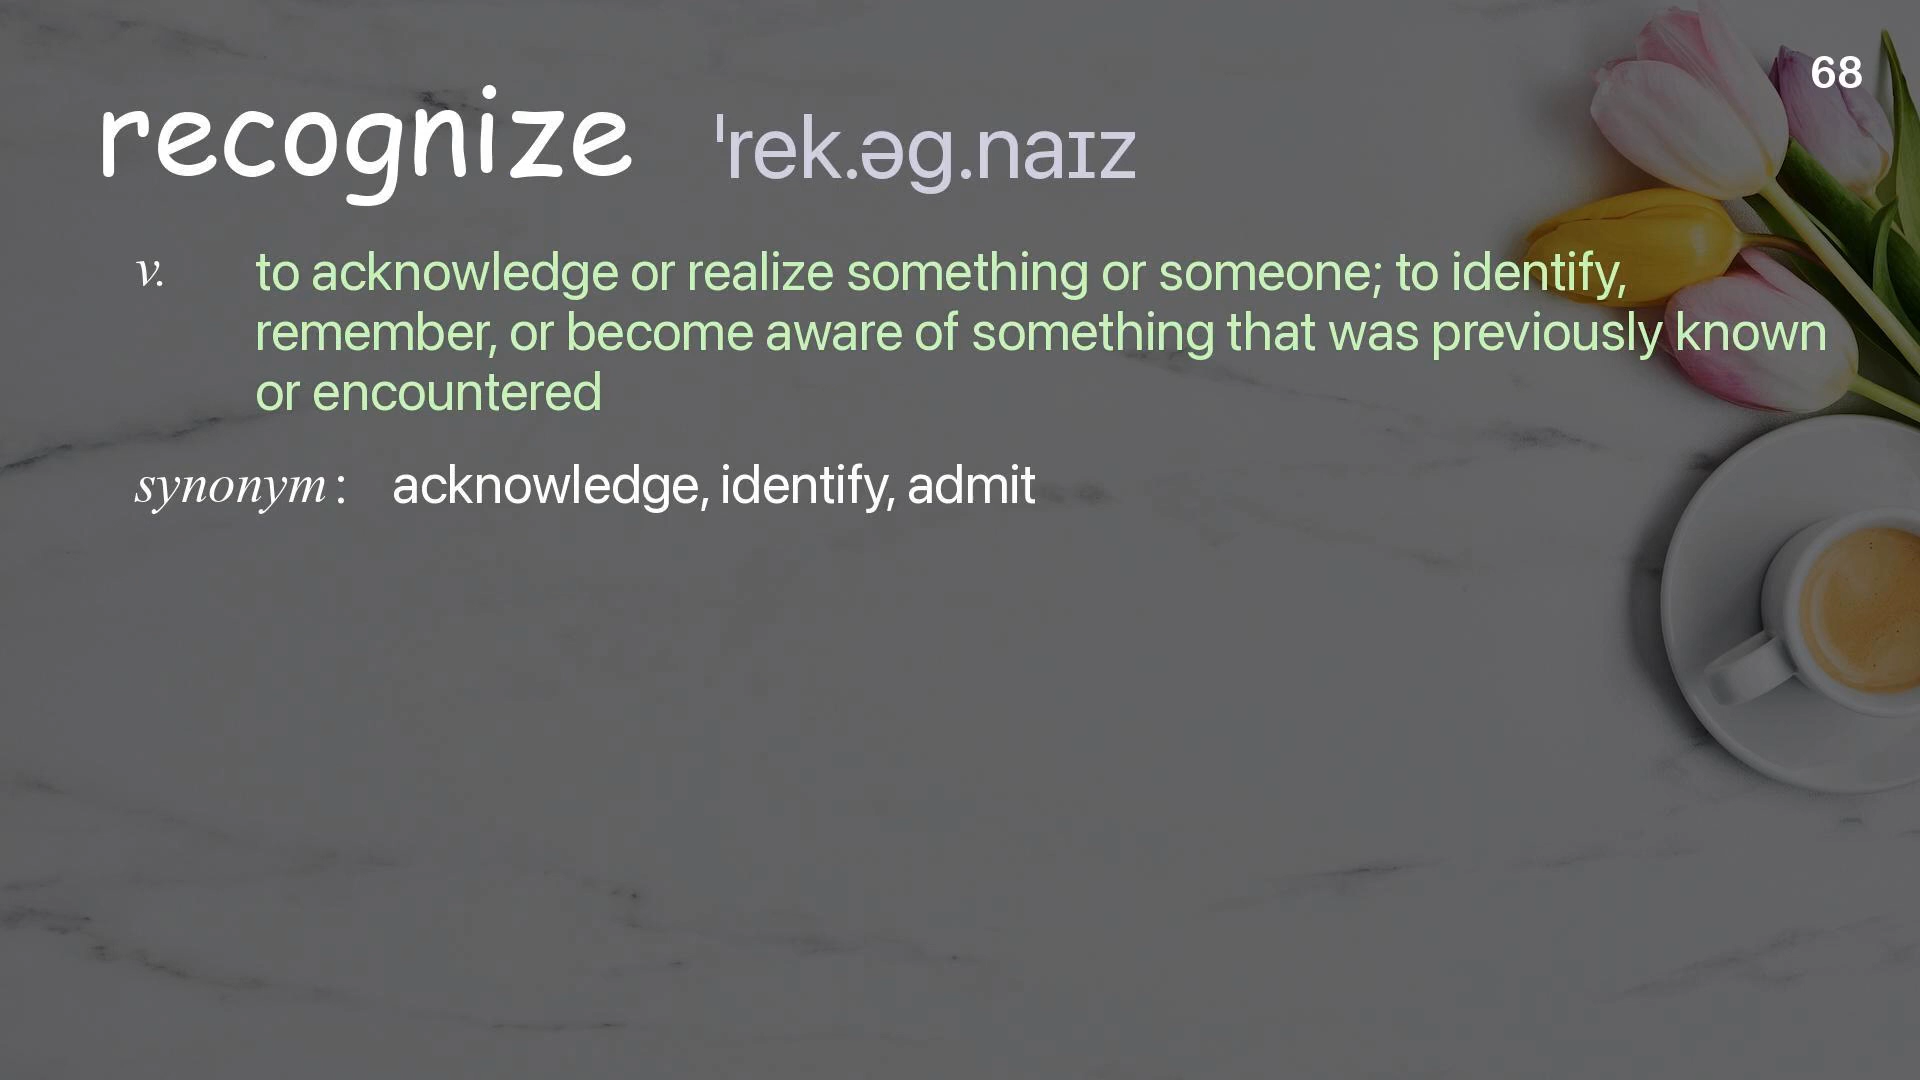 68
recognize ˈrek.əg.naɪz
v. to acknowledge or realize something or someone; to identify,
remember, or become aware of something that was previously known
or encountered
synonym : acknowledge, identify, admit